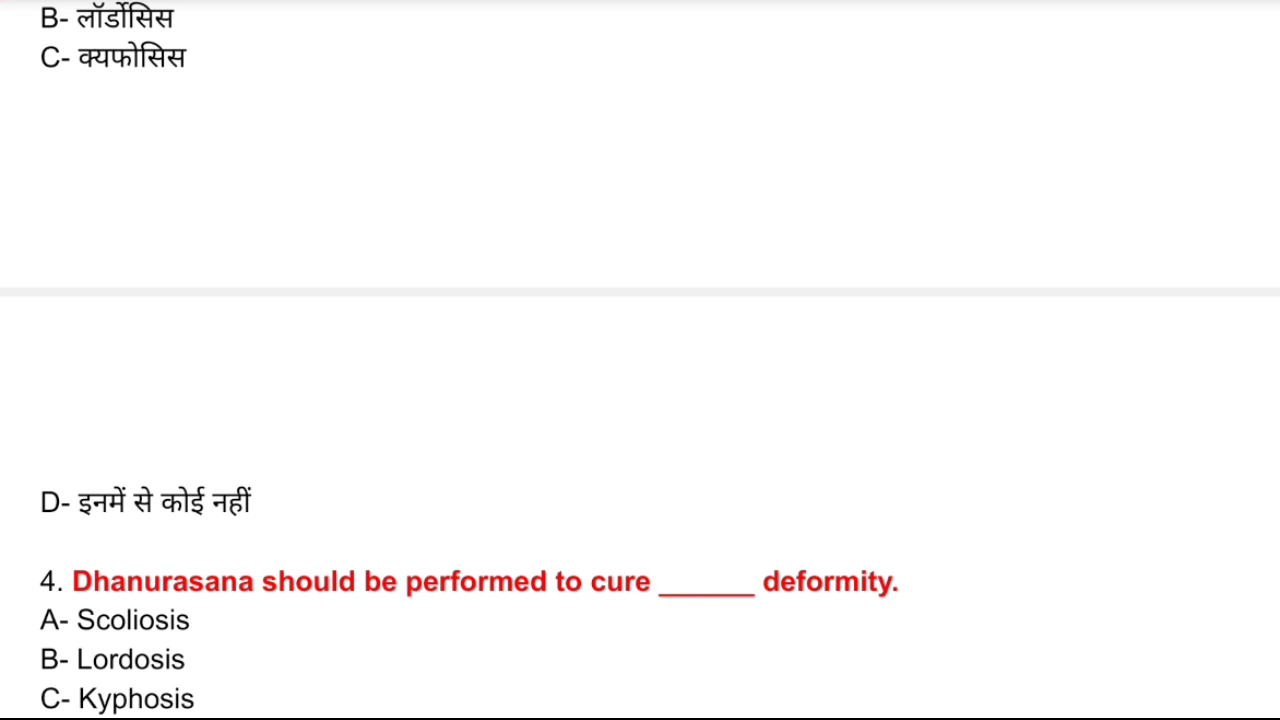 B- लॉर्डोसिस
C- क्यफोसिस
D- इनमें से कोई नहीं
4. Dhanurasana should be performed to cure ______ deformity.
A- Scoliosis
B- Lordosis
C- Kyphosis